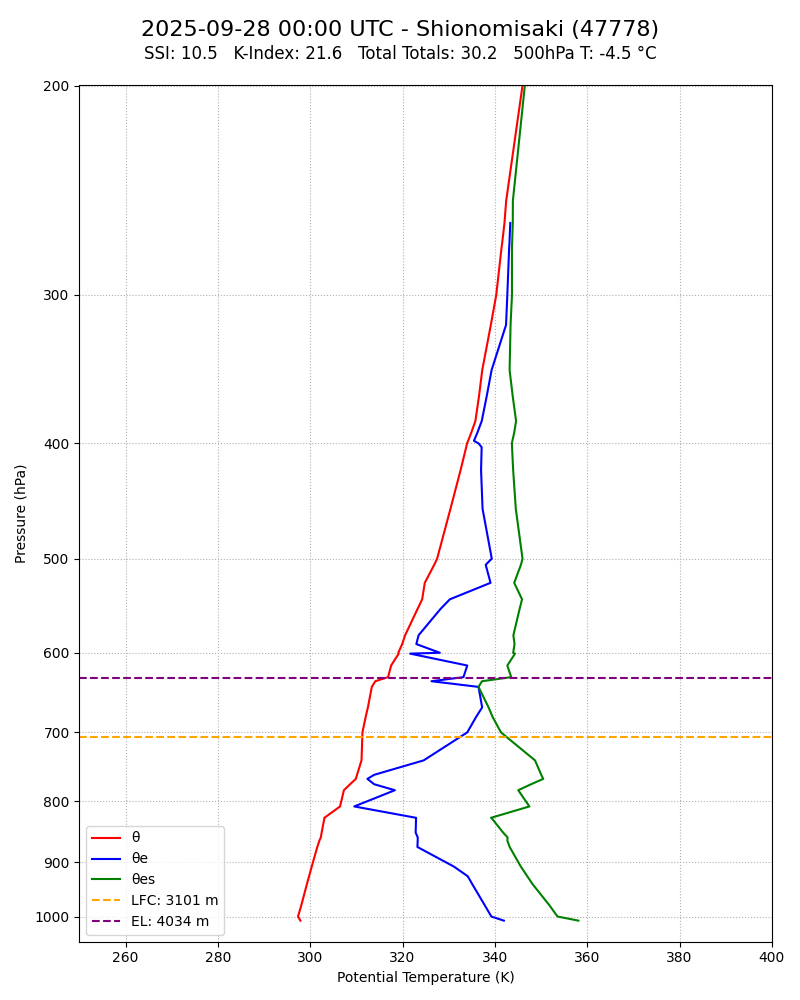 2025-09-28 00:00 UTC - Shionomisaki (47778)
SSI: 10.5   K-Index: 21.6   Total Totals: 30.2   500hPa T: -4.5 °C
200
300
400
500
600
700
800
900
1000
Pressure (hPa)
θ
θe
θes
LFC: 3101 m
EL: 4034 m
260 280 300 320 340 360 380 400
Potential Temperature (K)